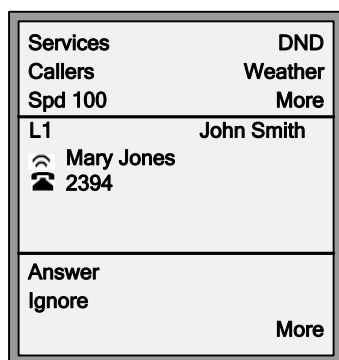 Services DND
Callers Weather
Spd 100 More
L1 John Smith
Mary Jones
2394
Answer
Ignore
More